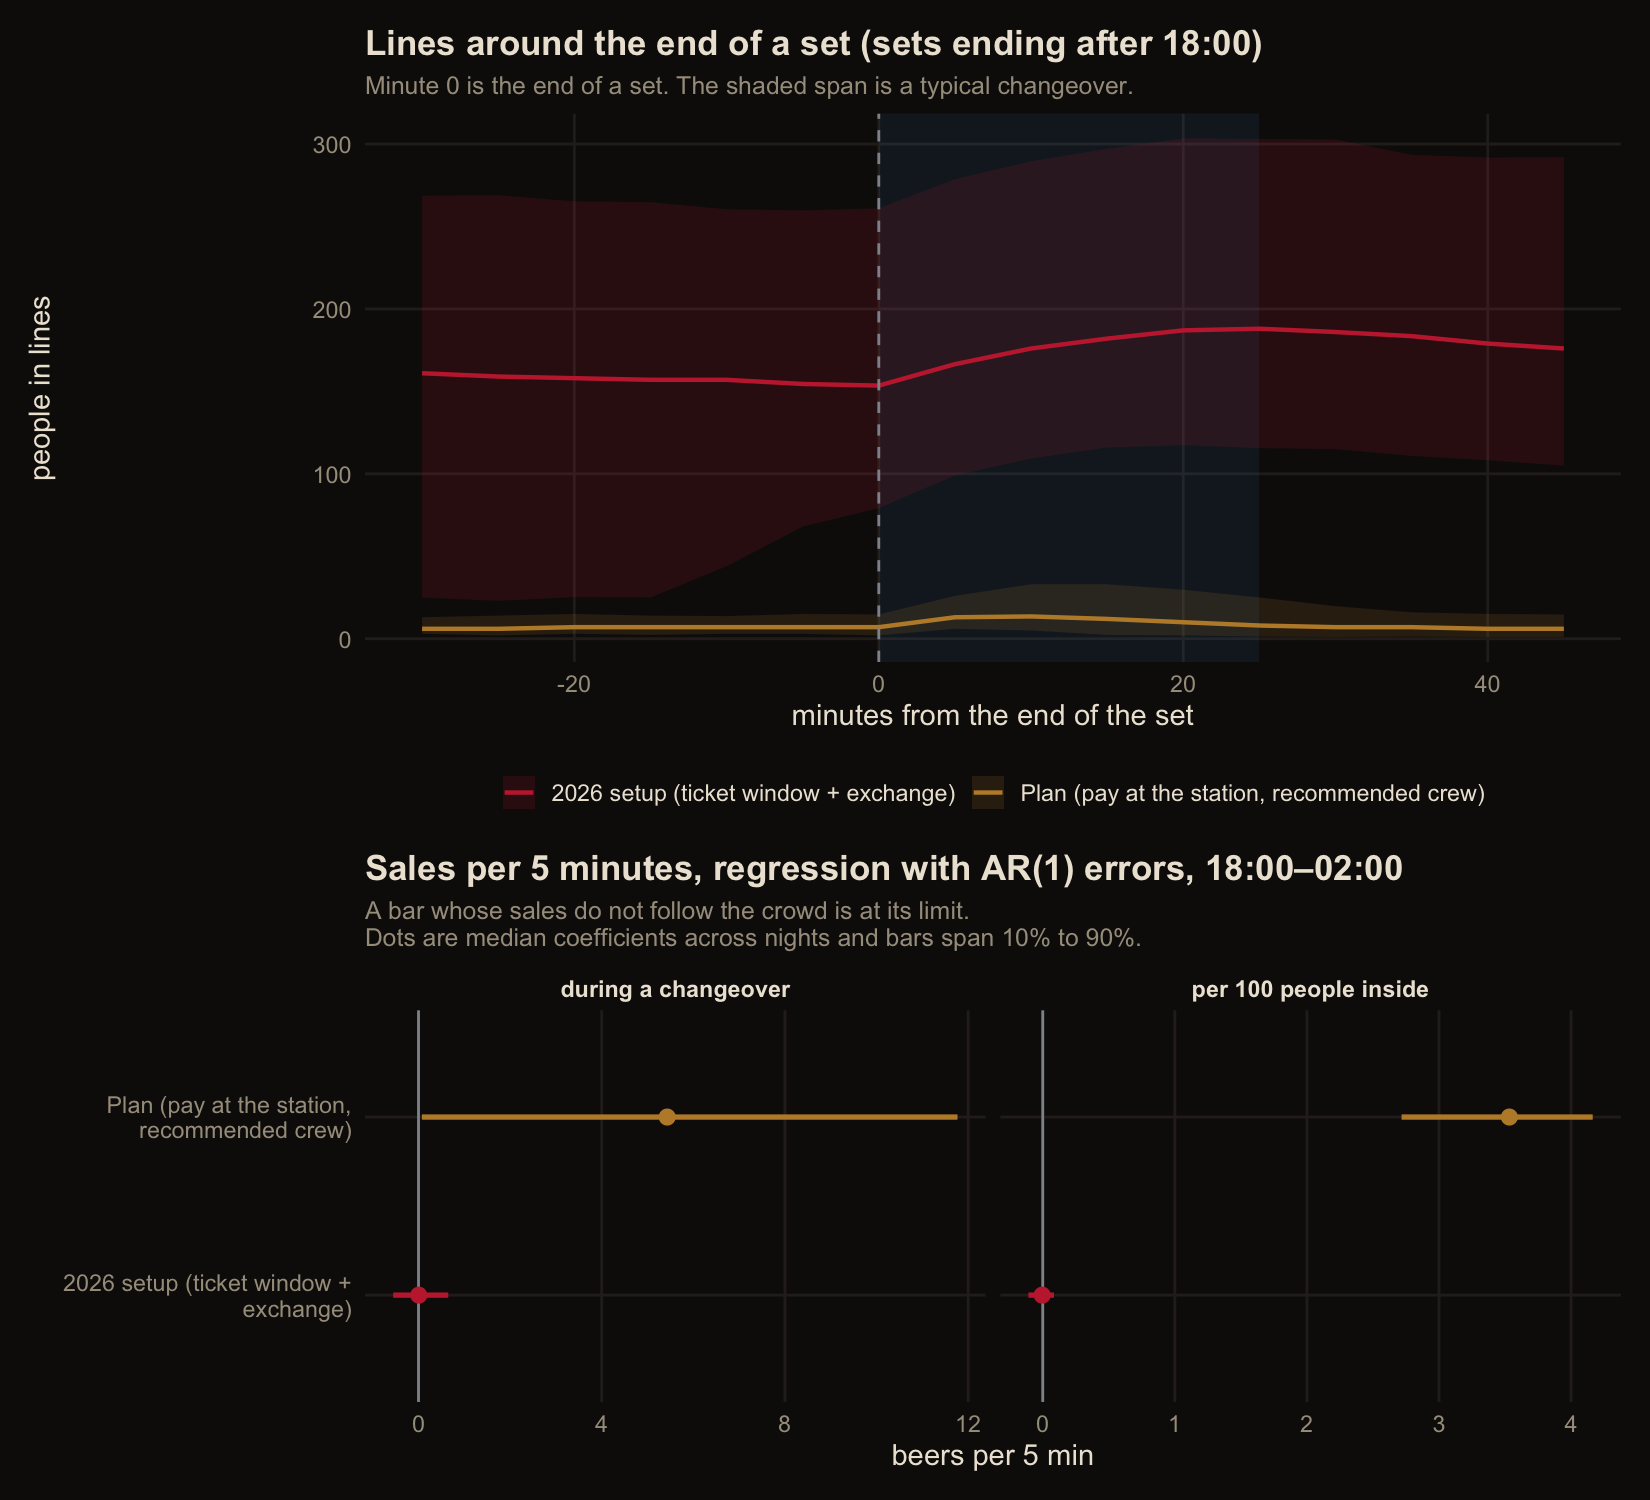 Lines around the end of a set (sets ending after 18:00)
Minute 0 is the end of a set. The shaded span is a typical changeover.
people in lines
300
200
100
0
-20
0
20
40
minutes from the end of the set
2026 setup (ticket window + exchange)
Plan (pay at the station, recommended crew)
Sales per 5 minutes, regression with AR(1) errors, 18:00–02:00
A bar whose sales do not follow the crowd is at its limit.
Dots are median coefficients across nights and bars span 10% to 90%.
during a changeover
per 100 people inside
Plan (pay at the station,
recommended crew)
2026 setup (ticket window +
exchange)
0
4
8
12
0
1
2
3
4
beers per 5 min